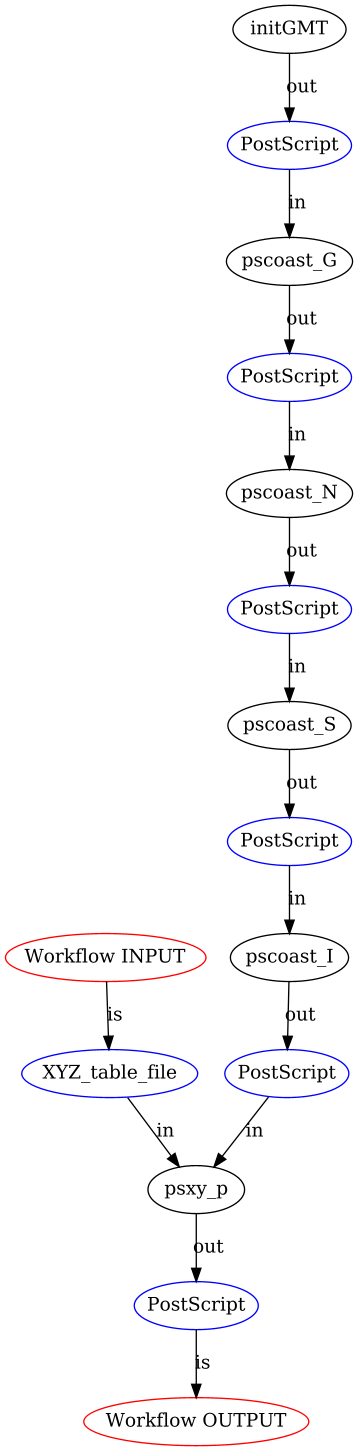 initGMT
out
PostScript
in
pscoast_G
out
PostScript
in
pscoast_N
out
PostScript
in
pscoast_S
out
PostScript
in
Workflow INPUT
pscoast_I
is
out
XYZ_table_file
PostScript
in
in
psxy_p
out
PostScript
is
Workflow OUTPUT